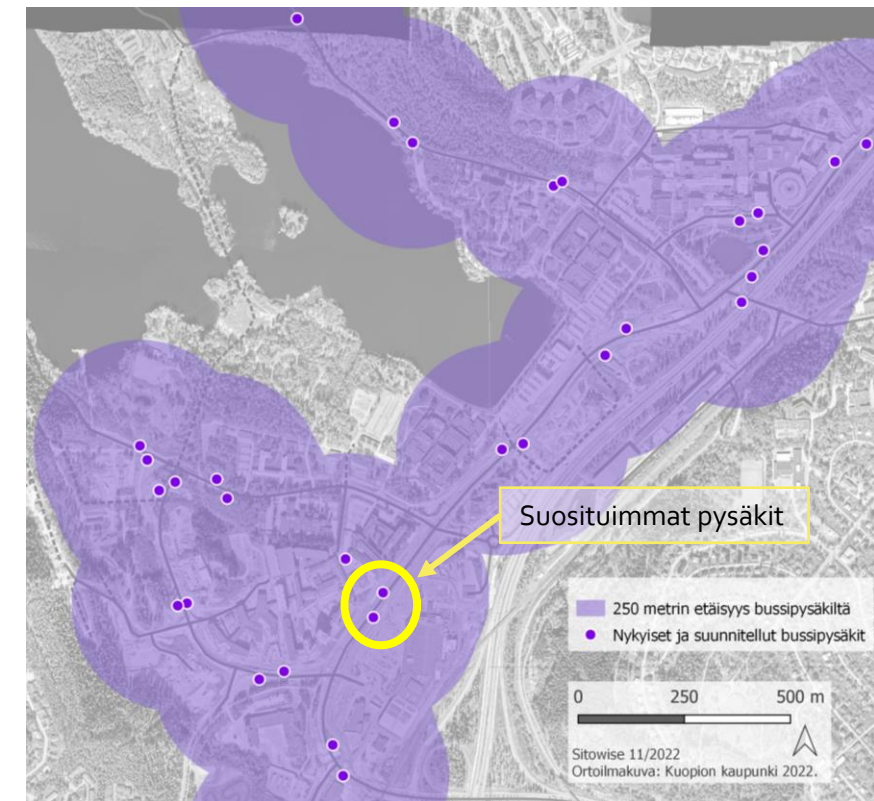 Suosituimmat pysäkit
250 metrin etäisyys bussipysäkiltä
Nykyiset ja suunnitellut bussipysäkit
0 250 500 m
Sitowise 11/2022
Ortoilmakuva: Kuopion kaupunki 2022.